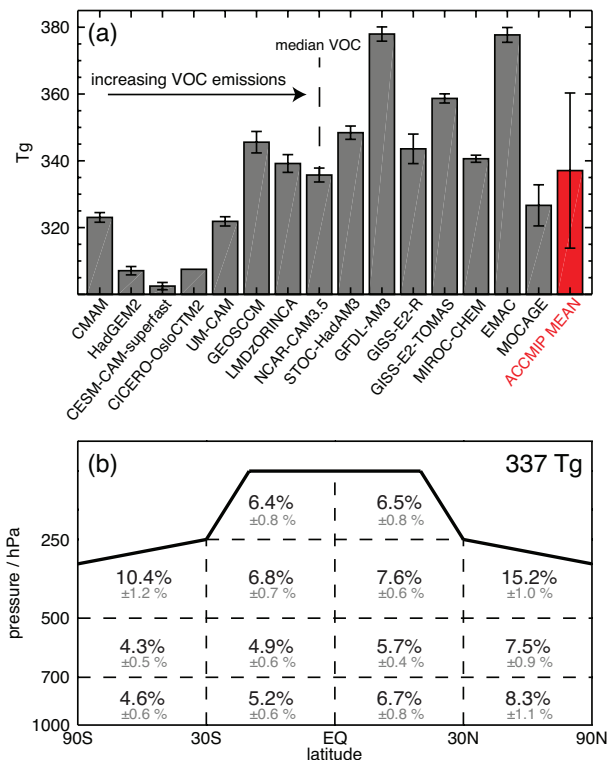 (a)
median VOC
increasing VOC emissions
Tg
380
360
340
320
CMAM
HadGEM2
CESM-CAM-superfast
CICERO-OsloCTM2
UM-CAM
GEOSCCM
LMDzORINCA
NCAR-CAM3.5
STOC-HadAM3
GFDL-AM3
GISS-E2-R
GISS-E2-TOMAS
MIROC-CHEM
EMAC
MOCAGE
ACCMIP MEAN
(b)
337 Tg
pressure / hPa
6.4% 6.5%
±0.8 % ±0.8 %
250
10.4% 6.8% 7.6% 15.2%
±1.2 % ±0.7 % ±0.6 % ±1.0 %
500
4.3% 4.9% 5.7% 7.5%
±0.5 % ±0.6 % ±0.4 % ±0.9 %
700
4.6% 5.2% 6.7% 8.3%
±0.6 % ±0.6 % ±0.8 % ±1.1 %
1000
90S 30S EQ 30N 90N
latitude